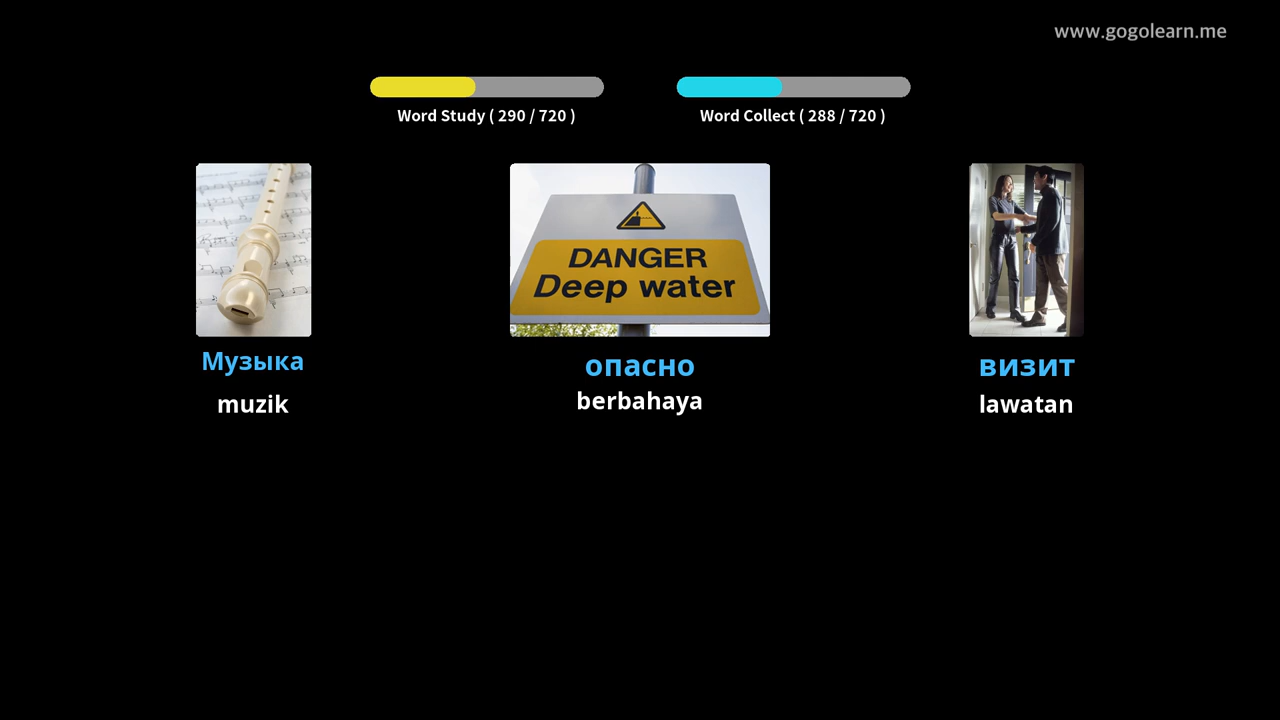 www.gogolearn.me
Word Study ( 290 / 720 )
Word Collect ( 288 / 720 )
DANGER
Deep water
Музыка
muzik
опасно
berbahaya
визит
lawatan